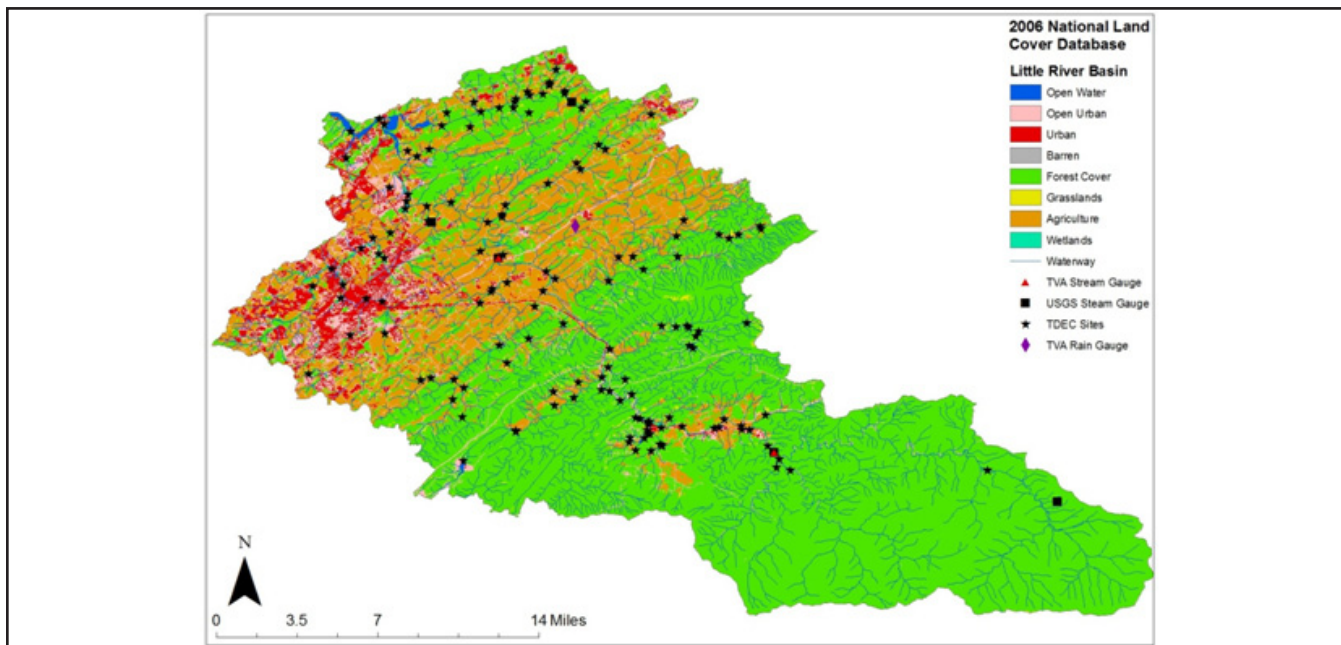 2006 National Land
Cover Database
Little River Basin
Open Water
Open Urban
Urban
Barren
Forest Cover
Grasslands
Agriculture
Wetlands
Waterway
TVA Stream Gauge
USGS Steam Gauge
TDEC Sites
TVA Rain Gauge
N
0 3.5 7 14 Miles